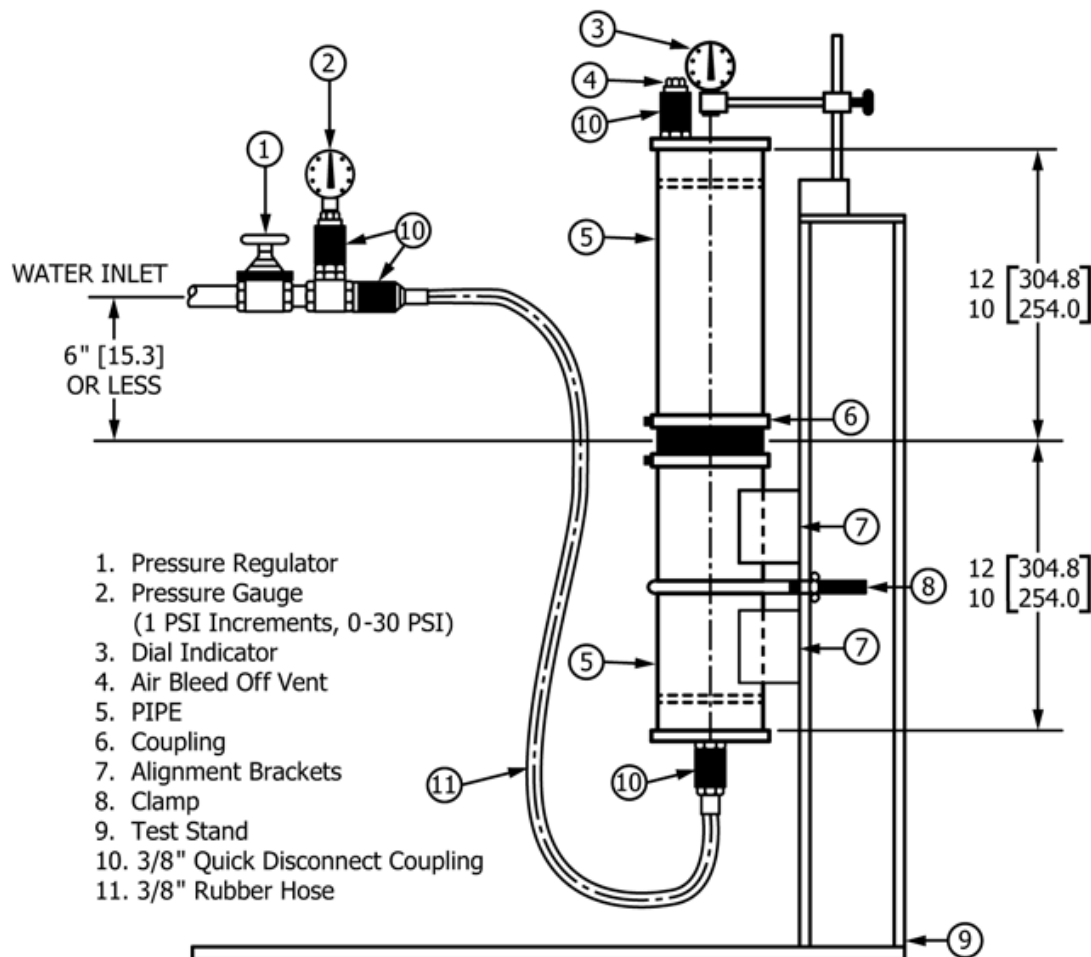 3
2
4
10
1
10
5
WATER INLET
12 [304.8]
10 [254.0]
6" [15.3]
OR LESS
6
7
1. Pressure Regulator
2. Pressure Gauge
(1 PSI Increments, 0-30 PSI)
3. Dial Indicator
4. Air Bleed Off Vent
5. PIPE
6. Coupling
7. Alignment Brackets
8. Clamp
9. Test Stand
10. 3/8" Quick Disconnect Coupling
11. 3/8" Rubber Hose
12 [304.8]
10 [254.0]
8
5
7
11
10
9